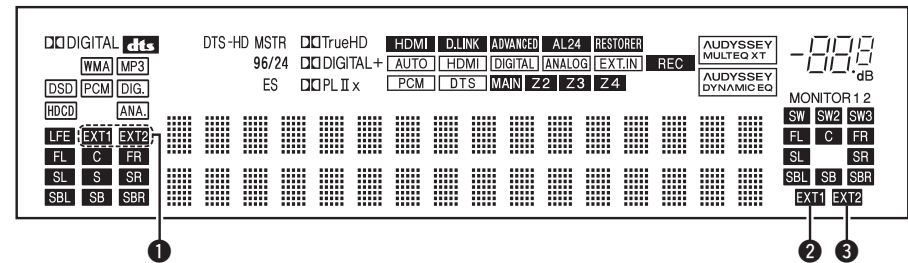 DIGITAL dts DTS-HD MSTR TrueHD HDMI D.LINK ADVANCED AL24 RESTORER AUDYSSEY MULTEQ XT -88.8 dB
WMA MP3 96/24 DIGITAL+ AUTO HDMI DIGITAL ANALOG EXT.IN REC
DSD PCM DIG. ES PL II x PCM DTS MAIN Z2 Z3 Z4 AUDYSSEY DYNAMIC EQ
HDCD ANA. MONITOR 1 2
LFE EXT1 EXT2 SW SW2 SW3
FL C FR FL C FR
SL S SR SL SR
SBL SB SBR SBL SB SBR
EXT1 EXT2
1 2 3